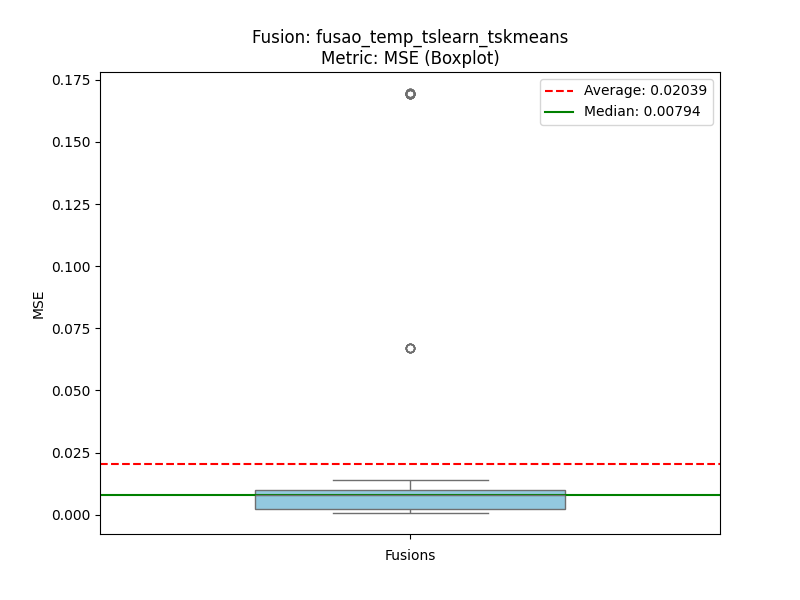 Fusion: fusao_temp_tslearn_tskmeans
Metric: MSE (Boxplot)
Average: 0.02039
Median: 0.00794
0.175
0.150
0.125
0.100
0.075
0.050
0.025
0.000
MSE
Fusions